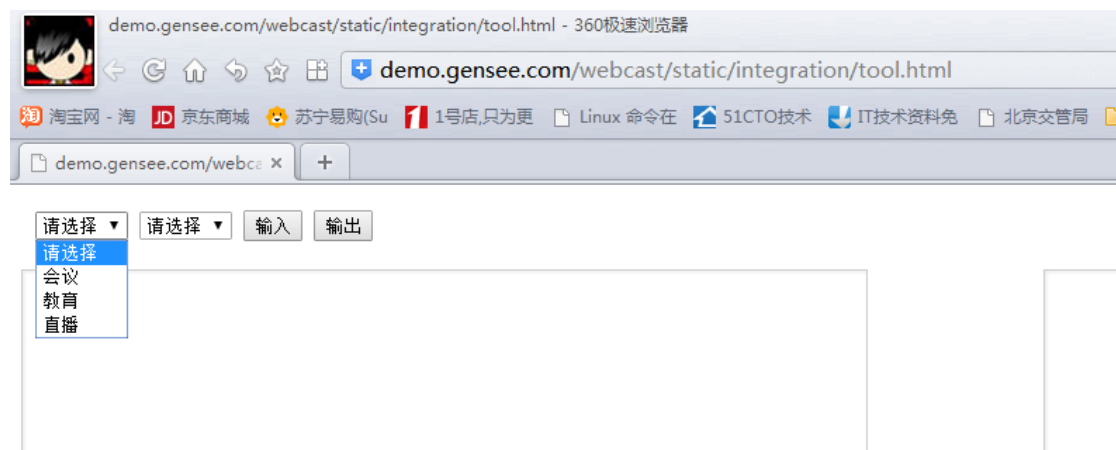 demo.gensee.com/webcast/static/integration/tool.html - 360极速浏览器
demo.gensee.com/webcast/static/integration/tool.html
淘 淘宝网 - 淘 JD 京东商城 苏宁易购(Su 1 1号店,只为更 Linux 命令在 51CTO技术 IT技术资料免 北京交管局
demo.gensee.com/webca × +
请选择 ▼ 请选择 ▼ 输入 输出
请选择
会议
教育
直播